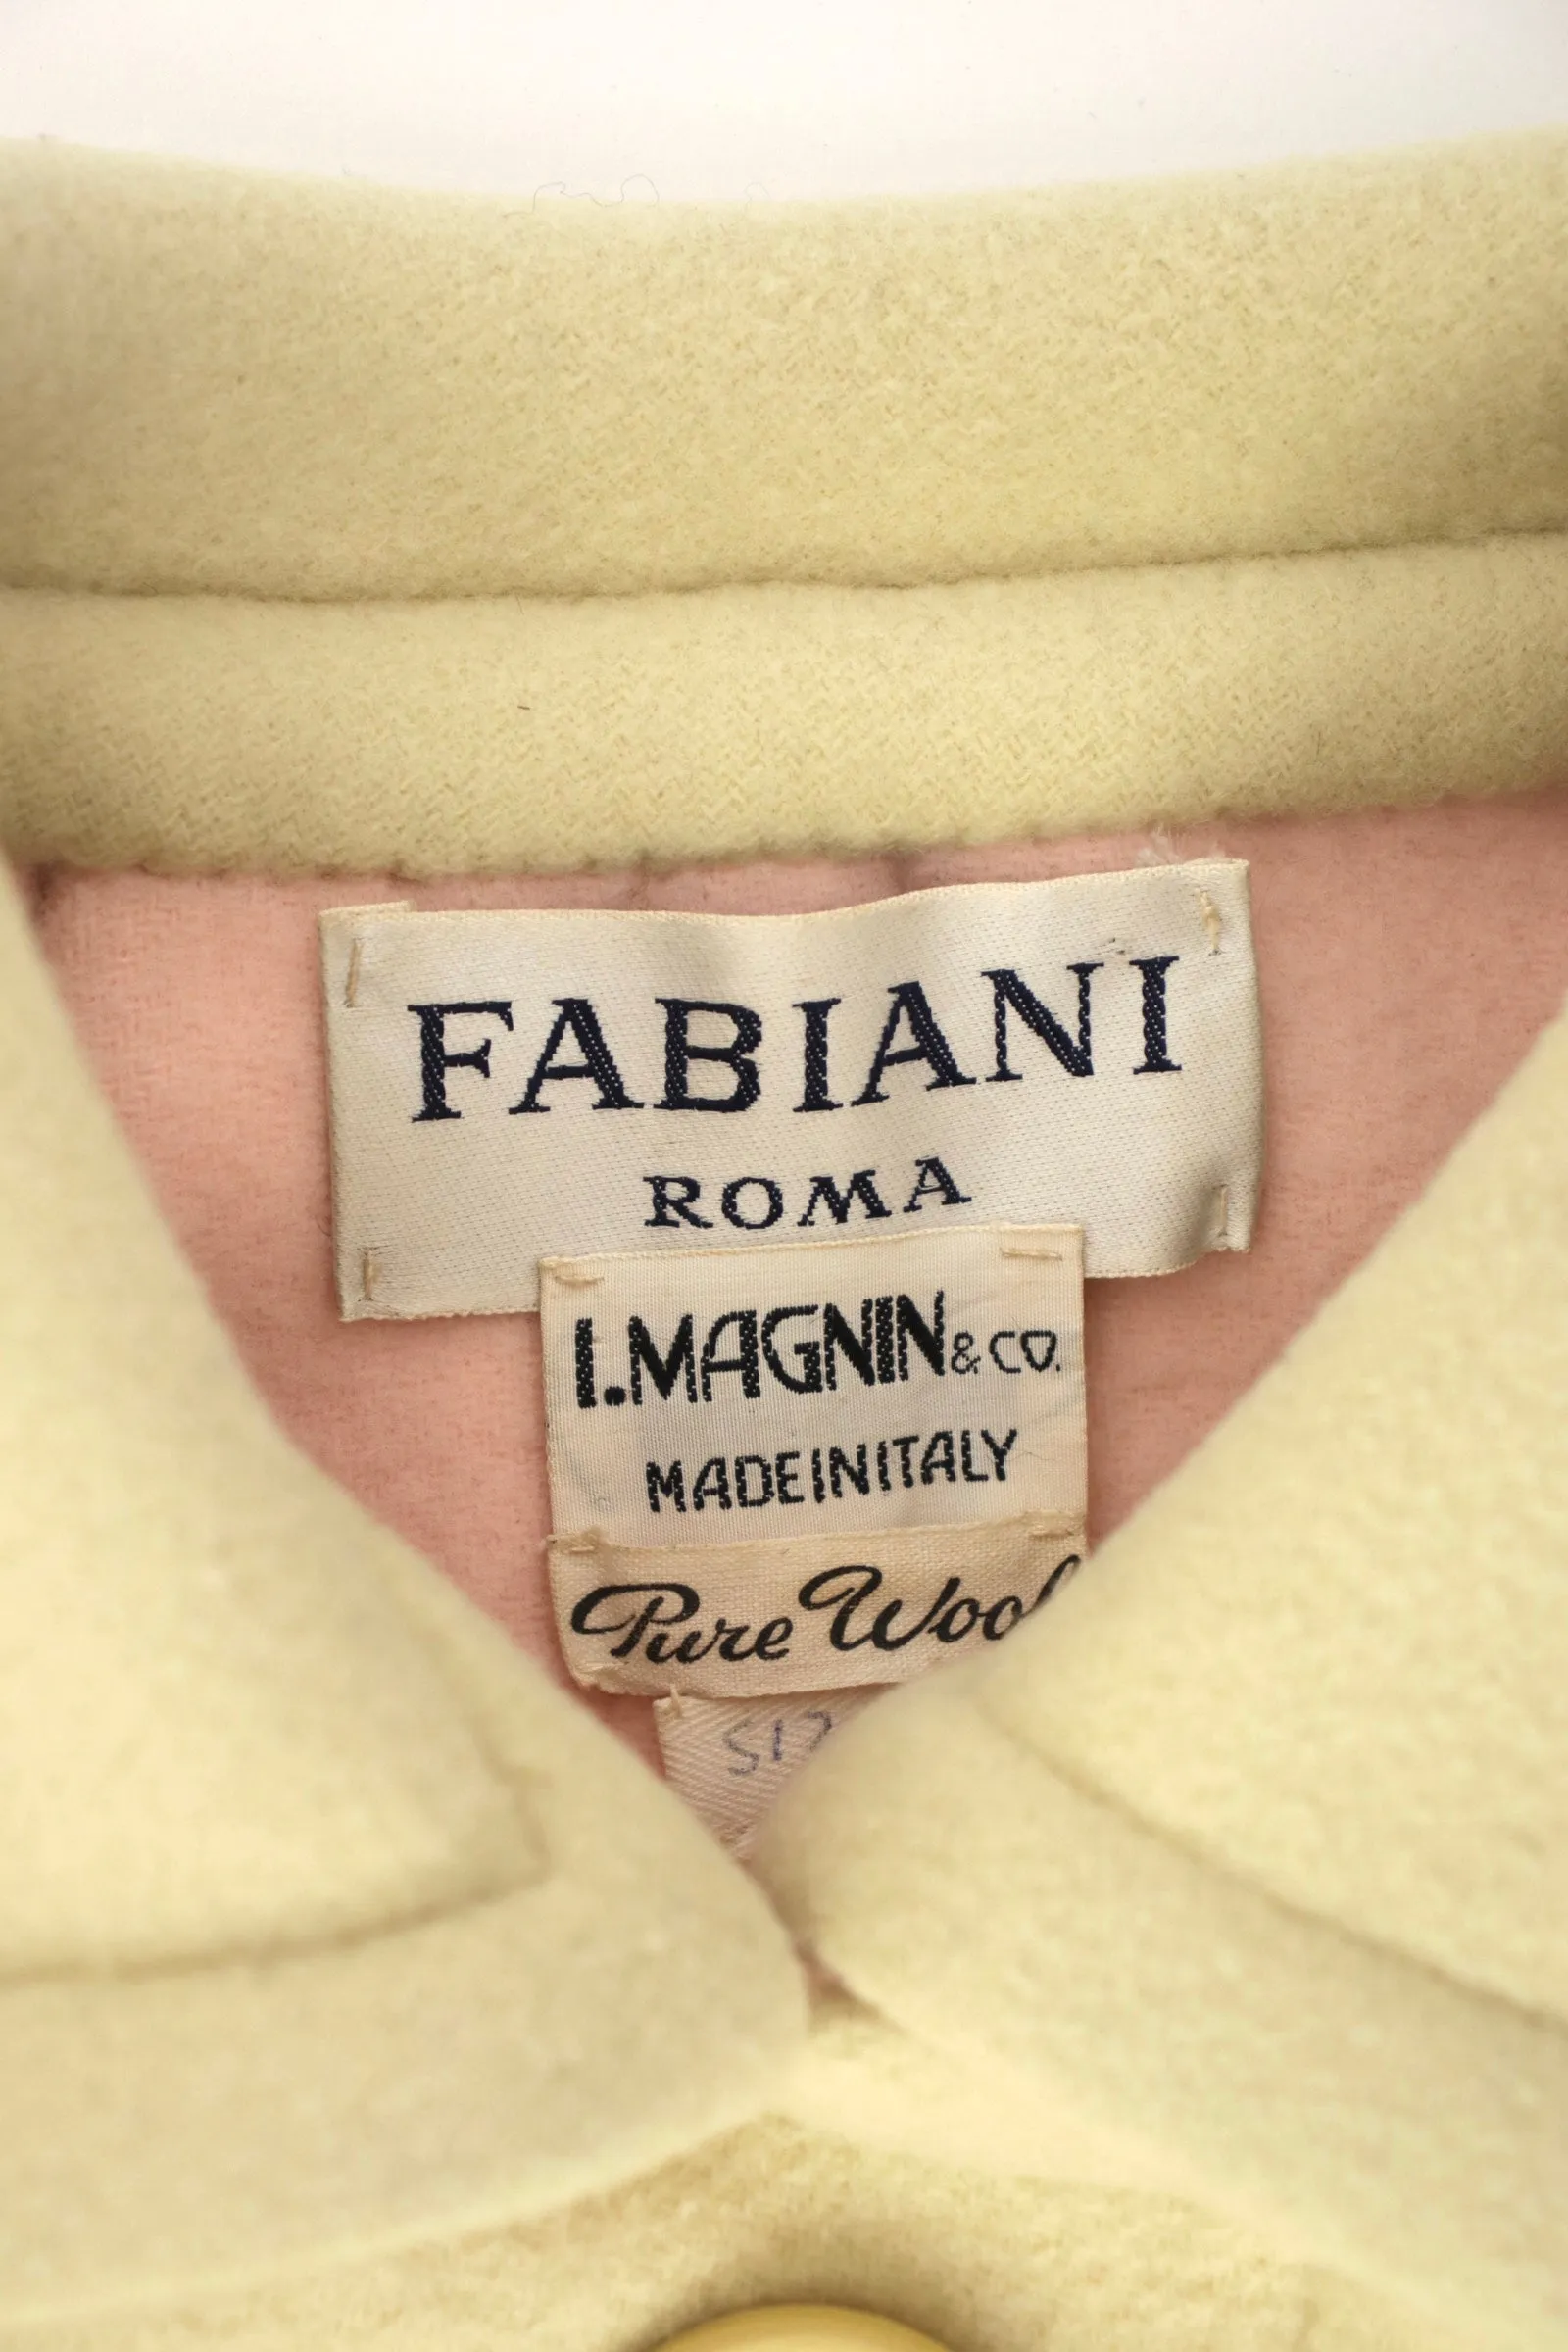 FABIANI
ROMA
I. MAGNIN & CO.
MADE IN ITALY
Pure Wool